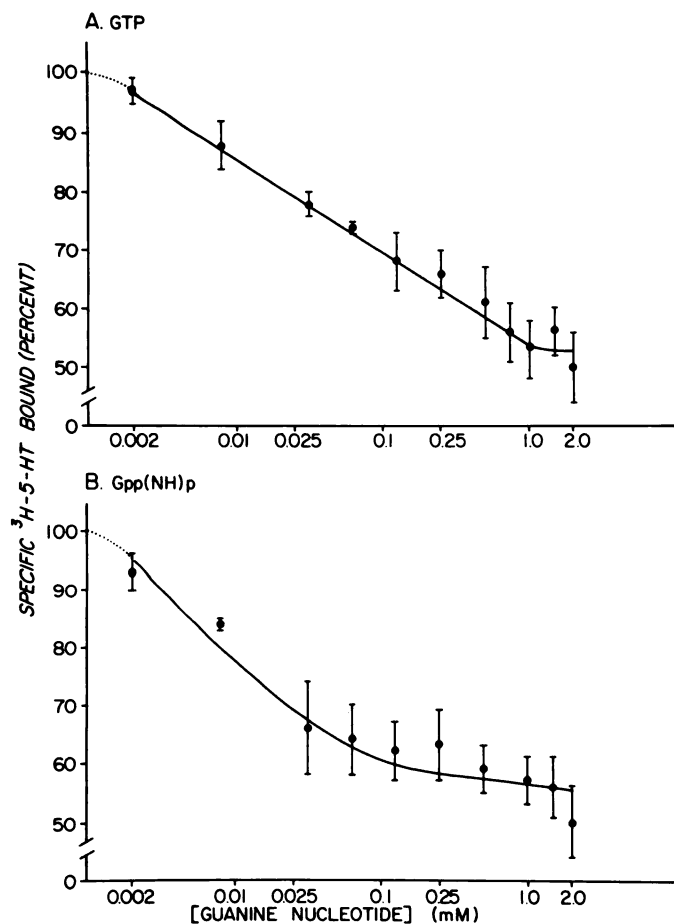 A. GTP
100
90
80
70
60
50
0
0.002 0.01 0.025 0.1 0.25 1.0 2.0
SPECIFIC ³H-5-HT BOUND (PERCENT)
B. Gpp(NH)p
100
90
80
70
60
50
0
0.002 0.01 0.025 0.1 0.25 1.0 2.0
[GUANINE NUCLEOTIDE] (mM)